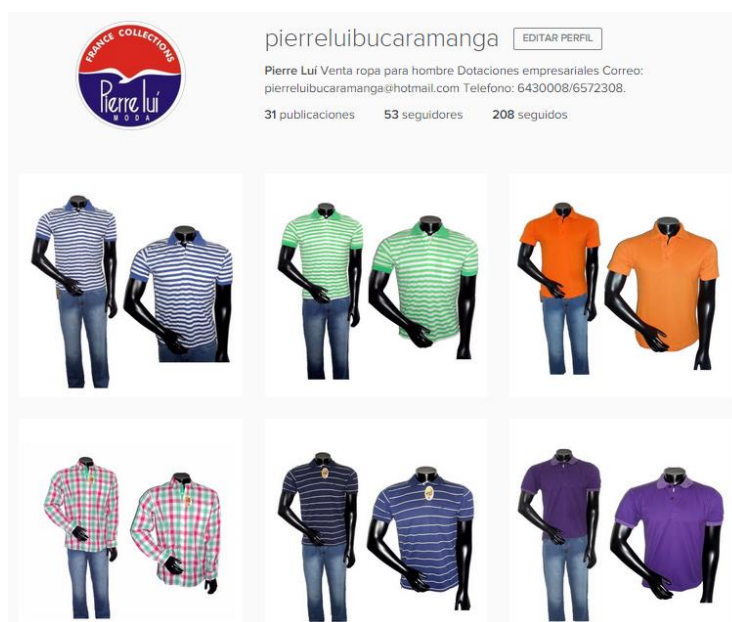 FRANCE COLLECTIONS
Pierre luí
MODA
pierreluibucaramanga EDITAR PERFIL
Pierre Luí Venta ropa para hombre Dotaciones empresariales Correo:
pierreluibucaramanga@hotmail.com Telefono: 6430008/6572308.
31 publicaciones 53 seguidores 208 seguidos